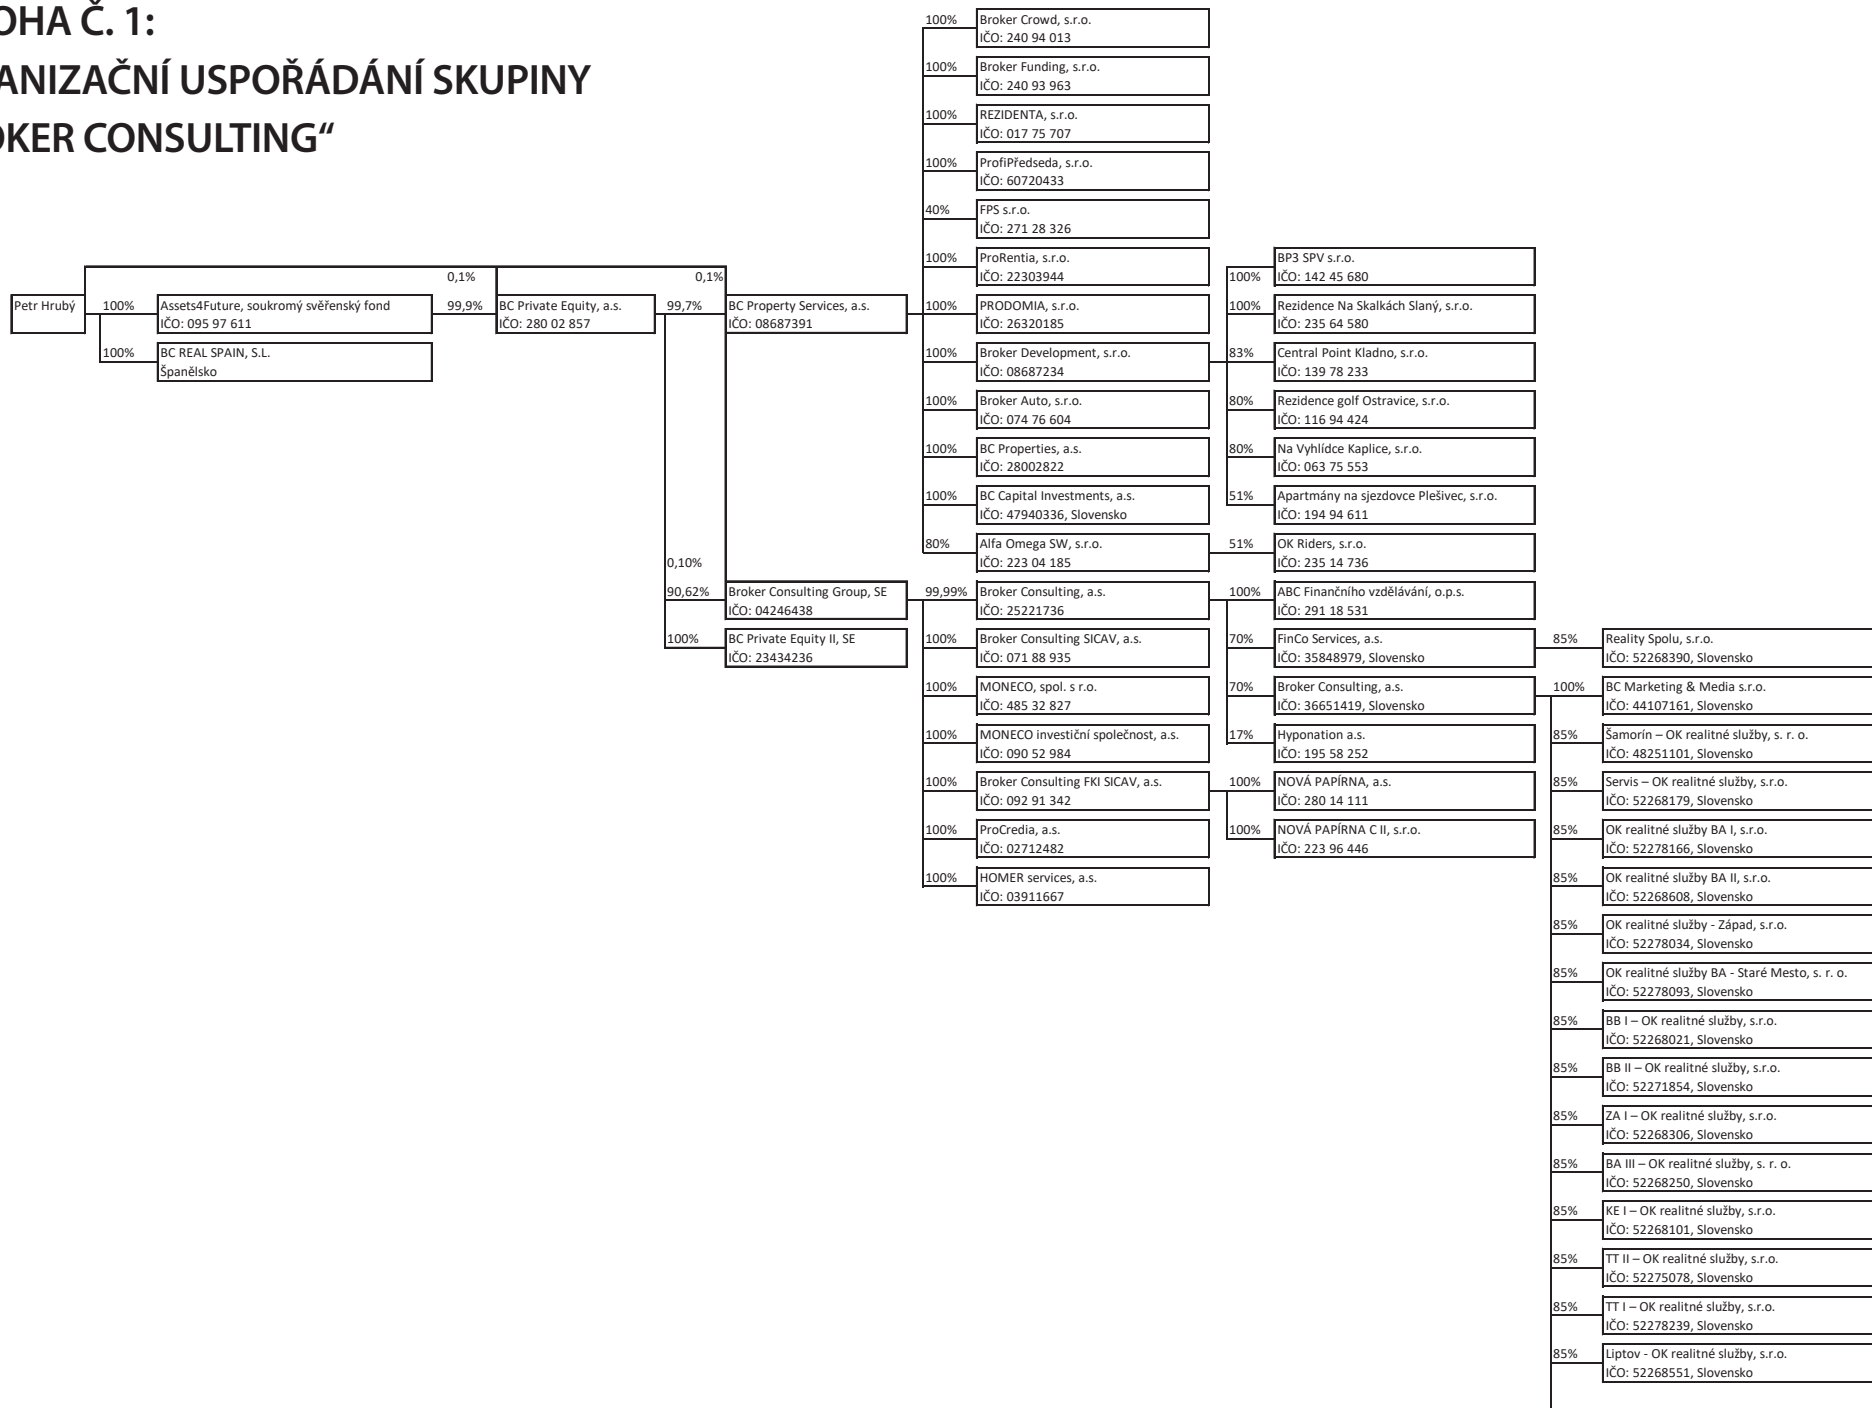 OHA Č. 1:
ANIZAČNÍ USPOŘÁDÁNÍ SKUPINY
OKER CONSULTING“
Petr Hrubý
100%
Assets4Future, soukromý svěřenský fond
IČO: 095 97 611
100%
BC REAL SPAIN, S.L.
Španělsko
0,1%
99,9%
BC Private Equity, a.s.
IČO: 280 02 857
0,1%
99,7%
BC Property Services, a.s.
IČO: 08687391
0,10%
90,62%
Broker Consulting Group, SE
IČO: 04246438
100%
BC Private Equity II, SE
IČO: 23434236
100%
Broker Crowd, s.r.o.
IČO: 240 94 013
100%
Broker Funding, s.r.o.
IČO: 240 93 963
100%
REZIDENTA, s.r.o.
IČO: 017 75 707
100%
ProfiPředseda, s.r.o.
IČO: 60720433
40%
FPS s.r.o.
IČO: 271 28 326
100%
ProRentia, s.r.o.
IČO: 22303944
100%
PRODOMIA, s.r.o.
IČO: 26320185
100%
Broker Development, s.r.o.
IČO: 08687234
100%
Broker Auto, s.r.o.
IČO: 074 76 604
100%
BC Properties, a.s.
IČO: 28002822
100%
BC Capital Investments, a.s.
IČO: 47940336, Slovensko
80%
Alfa Omega SW, s.r.o.
IČO: 223 04 185
99,99%
Broker Consulting, a.s.
IČO: 25221736
100%
Broker Consulting SICAV, a.s.
IČO: 071 88 935
100%
MONECO, spol. s r.o.
IČO: 485 32 827
100%
MONECO investiční společnost, a.s.
IČO: 090 52 984
100%
Broker Consulting FKI SICAV, a.s.
IČO: 092 91 342
100%
ProCredia, a.s.
IČO: 02712482
100%
HOMER services, a.s.
IČO: 03911667
BP3 SPV s.r.o.
100%
IČO: 142 45 680
100%
Rezidence Na Skalkách Slaný, s.r.o.
IČO: 235 64 580
83%
Central Point Kladno, s.r.o.
IČO: 139 78 233
80%
Rezidence golf Ostravice, s.r.o.
IČO: 116 94 424
80%
Na Vyhlídce Kaplice, s.r.o.
IČO: 063 75 553
51%
Apartmány na sjezdovce Plešivec, s.r.o.
IČO: 194 94 611
51%
OK Riders, s.r.o.
IČO: 235 14 736
100%
ABC Finančního vzdělávání, o.p.s.
IČO: 291 18 531
70%
FinCo Services, a.s.
IČO: 35848979, Slovensko
70%
Broker Consulting, a.s.
IČO: 36651419, Slovensko
17%
Hyponation a.s.
IČO: 195 58 252
100%
NOVÁ PAPÍRNA, a.s.
IČO: 280 14 111
100%
NOVÁ PAPÍRNA C II, s.r.o.
IČO: 223 96 446
85%
Reality Spolu, s.r.o.
IČO: 52268390, Slovensko
100%
BC Marketing & Media s.r.o.
IČO: 44107161, Slovensko
85%
Šamorín – OK realitné služby, s. r. o.
IČO: 48251101, Slovensko
85%
Servis – OK realitné služby, s.r.o.
IČO: 52268179, Slovensko
85%
OK realitné služby BA I, s.r.o.
IČO: 52278166, Slovensko
85%
OK realitné služby BA II, s.r.o.
IČO: 52268608, Slovensko
85%
OK realitné služby - Západ, s.r.o.
IČO: 52278034, Slovensko
85%
OK realitné služby BA - Staré Mesto, s. r. o.
IČO: 52278093, Slovensko
85%
BB I – OK realitné služby, s.r.o.
IČO: 52268021, Slovensko
85%
BB II – OK realitné služby, s.r.o.
IČO: 52271854, Slovensko
85%
ZA I – OK realitné služby, s.r.o.
IČO: 52268306, Slovensko
85%
BA III – OK realitné služby, s. r. o.
IČO: 52268250, Slovensko
85%
KE I – OK realitné služby, s.r.o.
IČO: 52268101, Slovensko
85%
TT II – OK realitné služby, s.r.o.
IČO: 52275078, Slovensko
85%
TT I – OK realitné služby, s.r.o.
IČO: 52278239, Slovensko
85%
Liptov - OK realitné služby, s.r.o.
IČO: 52268551, Slovensko